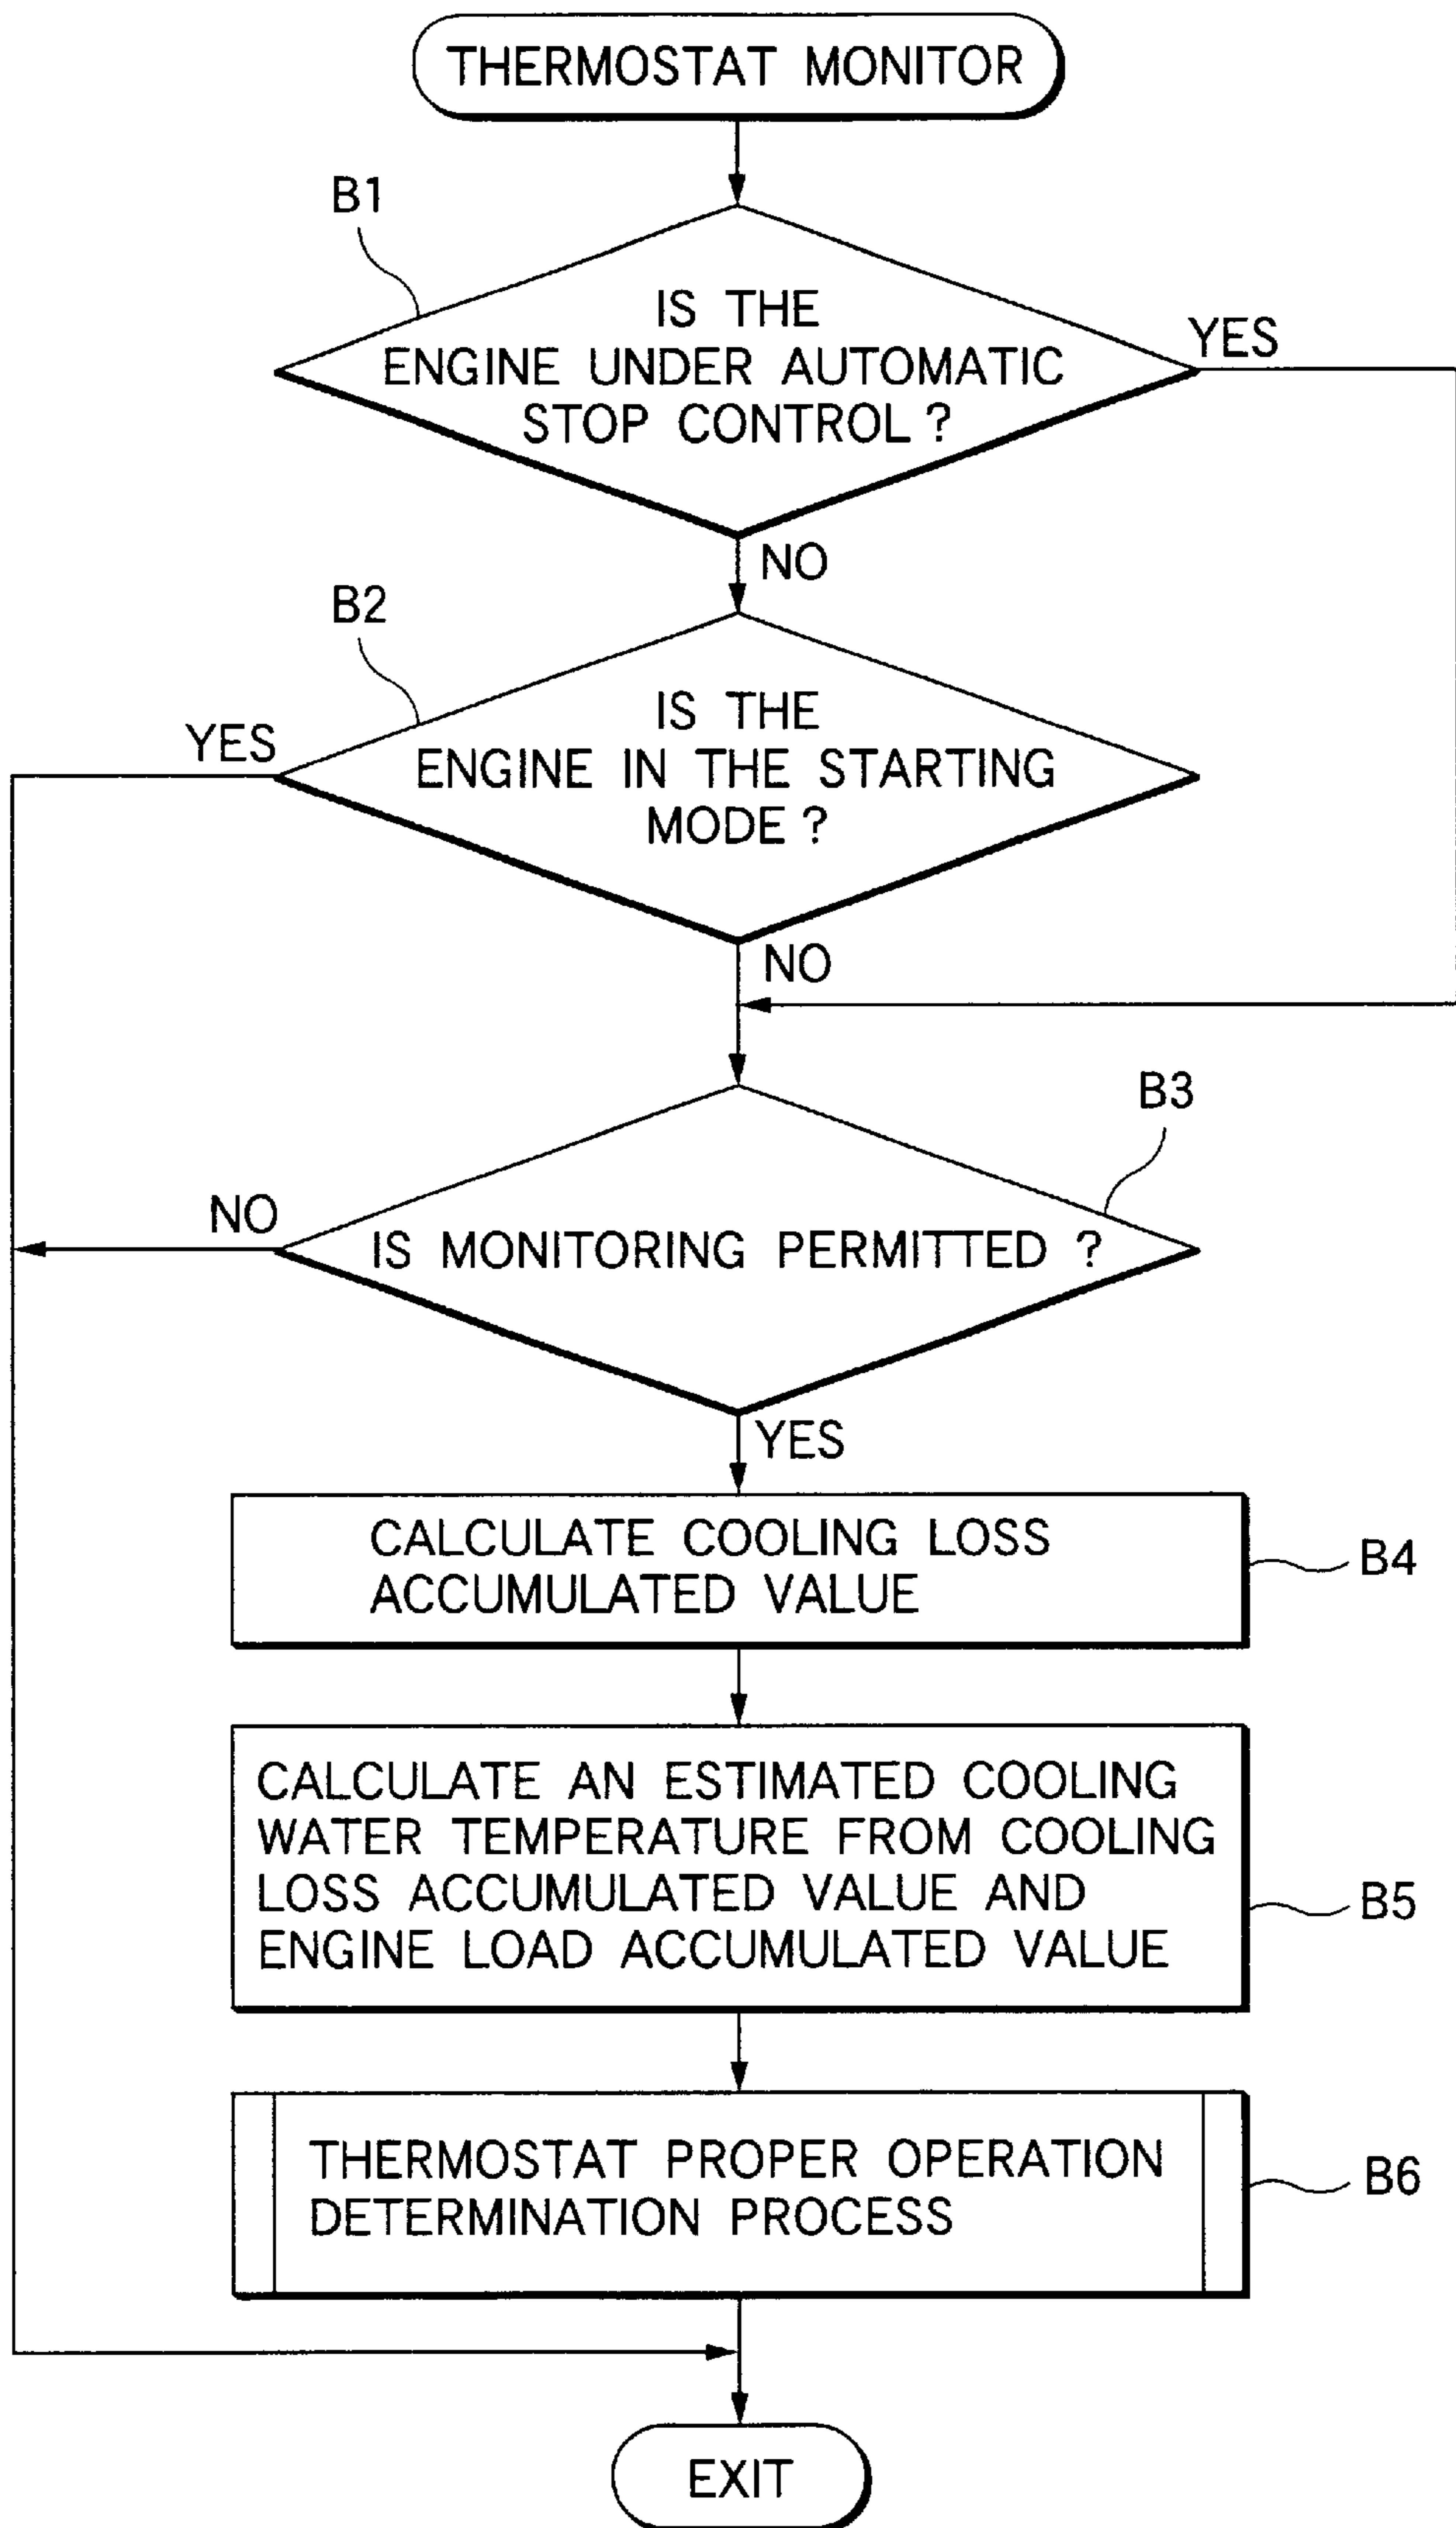 THERMOSTAT MONITOR
B1
IS THE
ENGINE UNDER AUTOMATIC
STOP CONTROL ?
YES
NO
B2
IS THE
ENGINE IN THE STARTING
MODE ?
YES
NO
B3
IS MONITORING PERMITTED ?
NO
YES
CALCULATE COOLING LOSS
ACCUMULATED VALUE
B4
CALCULATE AN ESTIMATED COOLING
WATER TEMPERATURE FROM COOLING
LOSS ACCUMULATED VALUE AND
ENGINE LOAD ACCUMULATED VALUE
B5
THERMOSTAT PROPER OPERATION
DETERMINATION PROCESS
B6
EXIT